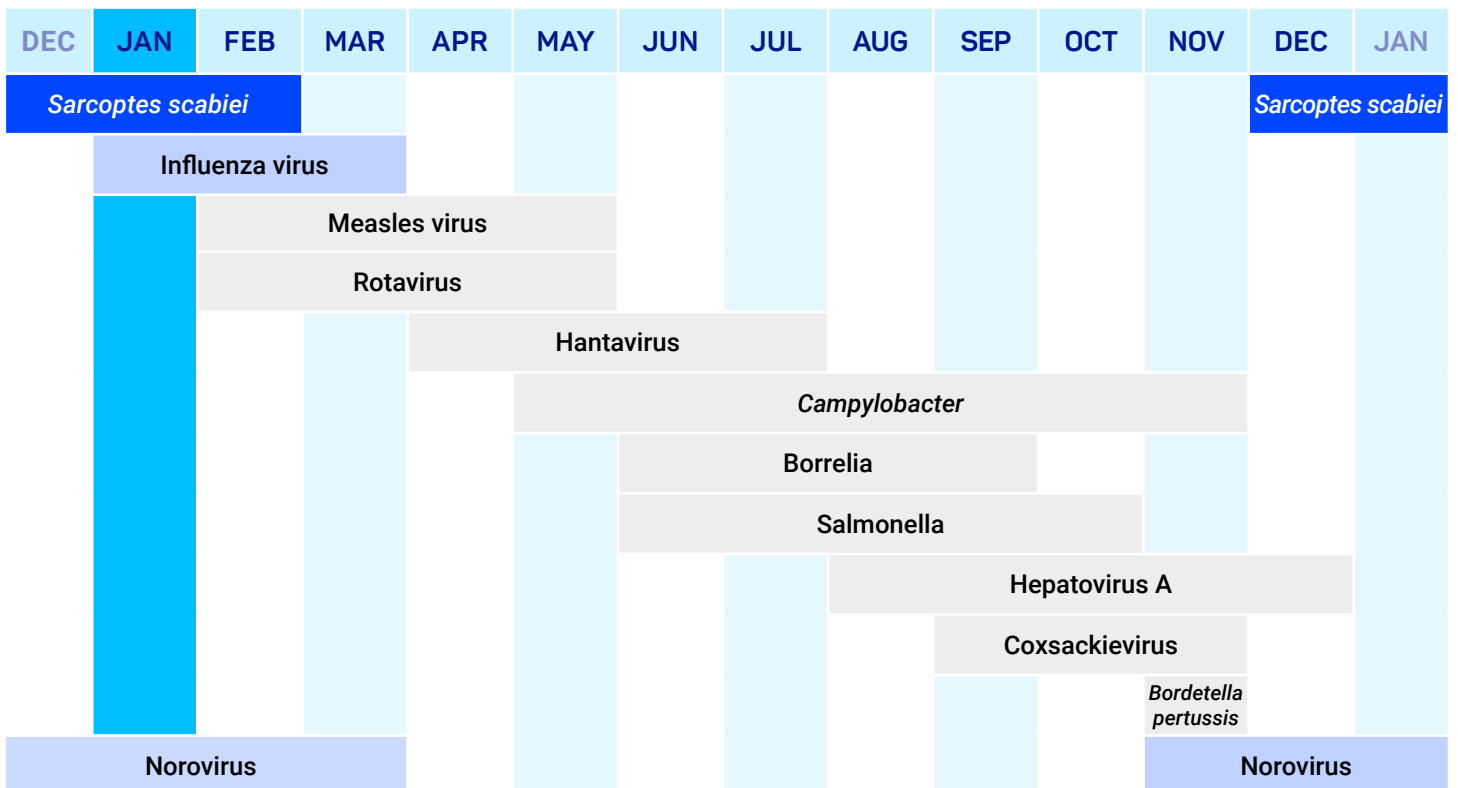 DEC JAN FEB MAR APR MAY JUN JUL AUG SEP OCT NOV DEC JAN
Sarcoptes scabiei Sarcoptes scabiei
Influenza virus
Measles virus
Rotavirus
Hantavirus
Campylobacter
Borrelia
Salmonella
Hepatovirus A
Coxsackievirus
Bordetella
pertussis
Norovirus Norovirus